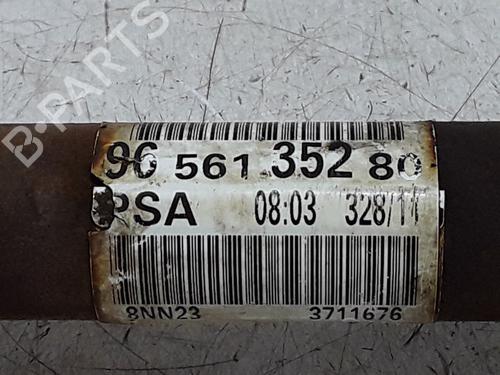 B-PARTS
96 561 352 80
PSA 08:03 328/11
8NN23 3711676